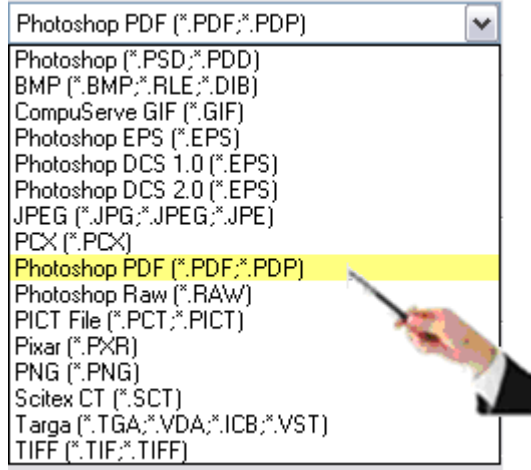 Photoshop PDF (*.PDF;*.PDP)
Photoshop (*.PSD;*.PDD)
BMP (*.BMP;*.RLE;*.DIB)
CompuServe GIF (*.GIF)
Photoshop EPS (*.EPS)
Photoshop DCS 1.0 (*.EPS)
Photoshop DCS 2.0 (*.EPS)
JPEG (*.JPG;*.JPEG;*.JPE)
PCX (*.PCX)
Photoshop PDF (*.PDF;*.PDP)
Photoshop Raw (*.RAW)
PICT File (*.PCT;*.PICT)
Pixar (*.PXR)
PNG (*.PNG)
Scitex CT (*.SCT)
Targa (*.TGA;*.VDA;*.ICB;*.VST)
TIFF (*.TIF;*.TIFF)